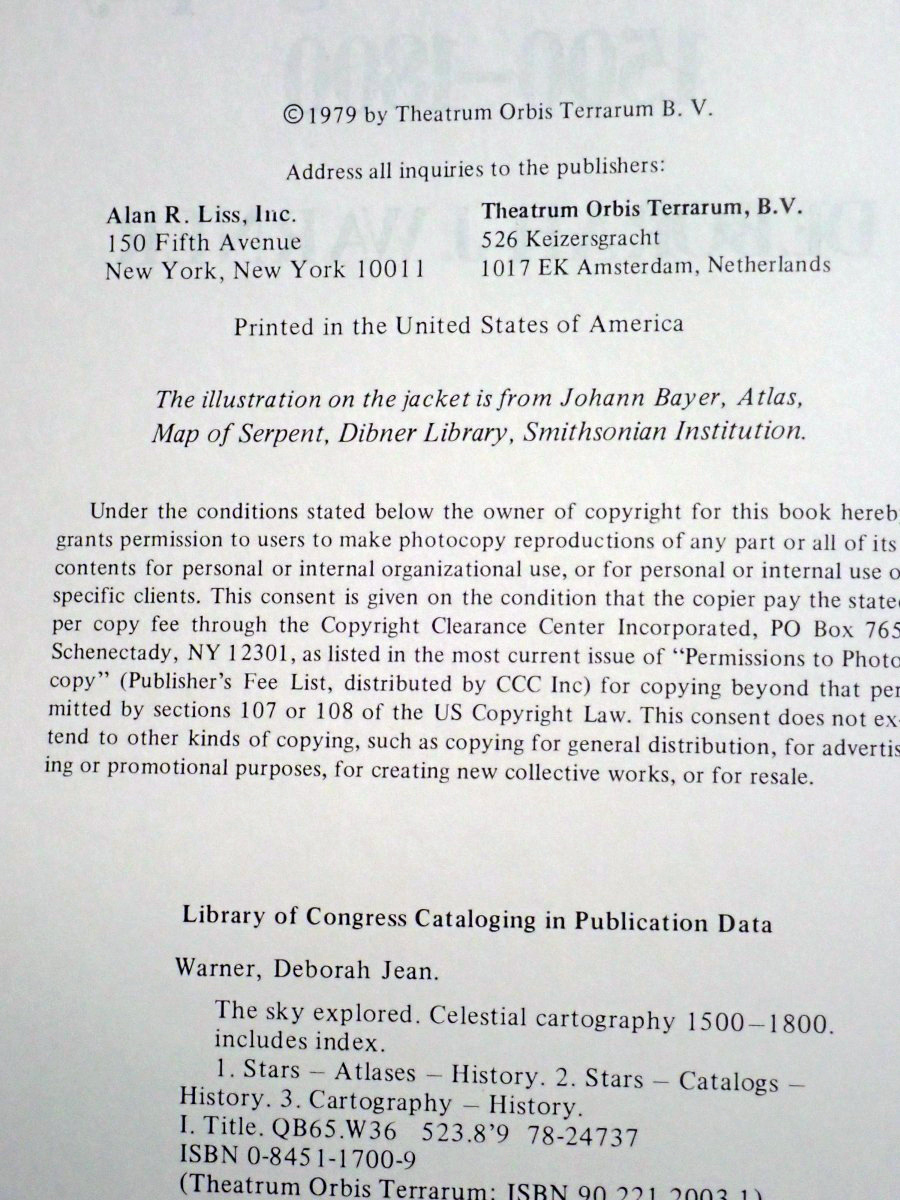 1500–1800
©1979 by Theatrum Orbis Terrarum B. V.
Address all inquiries to the publishers:
Alan R. Liss, Inc.
150 Fifth Avenue
New York, New York 10011
Theatrum Orbis Terrarum, B.V.
526 Keizersgracht
1017 EK Amsterdam, Netherlands
Printed in the United States of America
The illustration on the jacket is from Johann Bayer, Atlas,
Map of Serpent, Dibner Library, Smithsonian Institution.
Under the conditions stated below the owner of copyright for this book hereb
grants permission to users to make photocopy reproductions of any part or all of its
contents for personal or internal organizational use, or for personal or internal use o
specific clients. This consent is given on the condition that the copier pay the state
per copy fee through the Copyright Clearance Center Incorporated, PO Box 765
Schenectady, NY 12301, as listed in the most current issue of “Permissions to Photo
copy” (Publisher’s Fee List, distributed by CCC Inc) for copying beyond that per
mitted by sections 107 or 108 of the US Copyright Law. This consent does not ex-
tend to other kinds of copying, such as copying for general distribution, for advertis
ing or promotional purposes, for creating new collective works, or for resale.
Library of Congress Cataloging in Publication Data
Warner, Deborah Jean.
The sky explored. Celestial cartography 1500–1800.
includes index.
1. Stars – Atlases – History. 2. Stars – Catalogs –
History. 3. Cartography – History.
I. Title. QB65.W36 523.8’9 78-24737
ISBN 0-8451-1700-9
(Theatrum Orbis Terrarum: ISBN 90 221 2003 1)